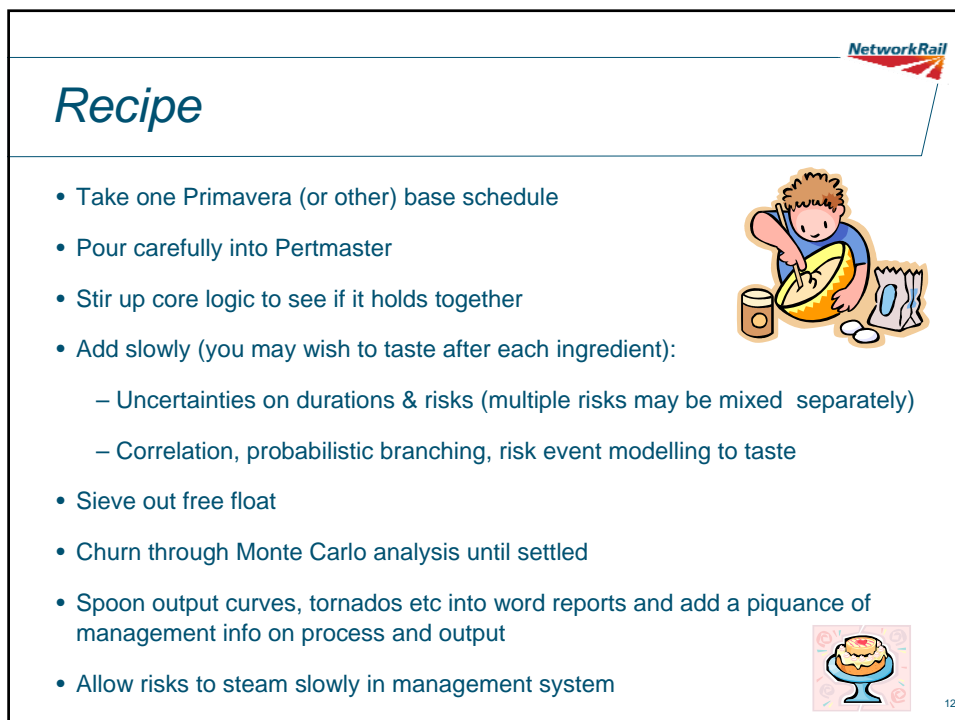 NetworkRail
Recipe
• Take one Primavera (or other) base schedule
• Pour carefully into Pertmaster
• Stir up core logic to see if it holds together
• Add slowly (you may wish to taste after each ingredient):
– Uncertainties on durations & risks (multiple risks may be mixed separately)
– Correlation, probabilistic branching, risk event modelling to taste
• Sieve out free float
• Churn through Monte Carlo analysis until settled
• Spoon output curves, tornados etc into word reports and add a piquance of
management info on process and output
• Allow risks to steam slowly in management system
12